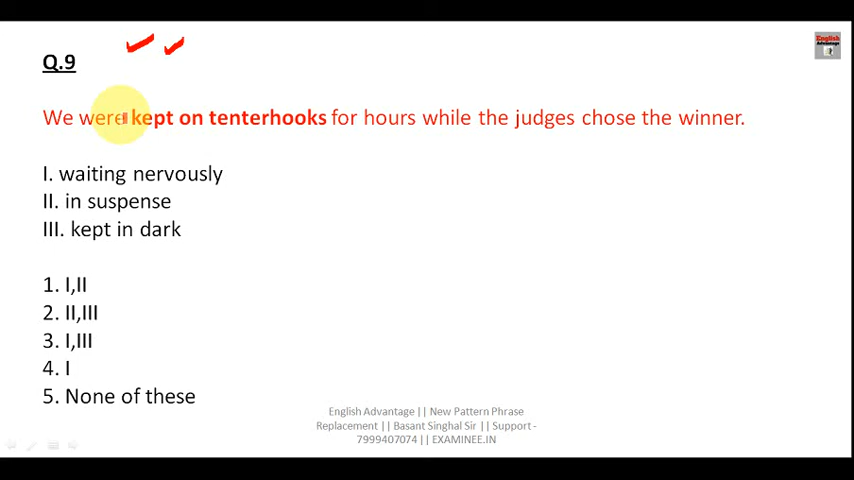 English
Advantage
Q.9
We were kept on tenterhooks for hours while the judges chose the winner.
I. waiting nervously
II. in suspense
III. kept in dark
1. I,II
2. II,III
3. I,III
4. I
5. None of these
English Advantage || New Pattern Phrase
Replacement || Basant Singhal Sir || Support -
7999407074 || EXAMINEE.IN